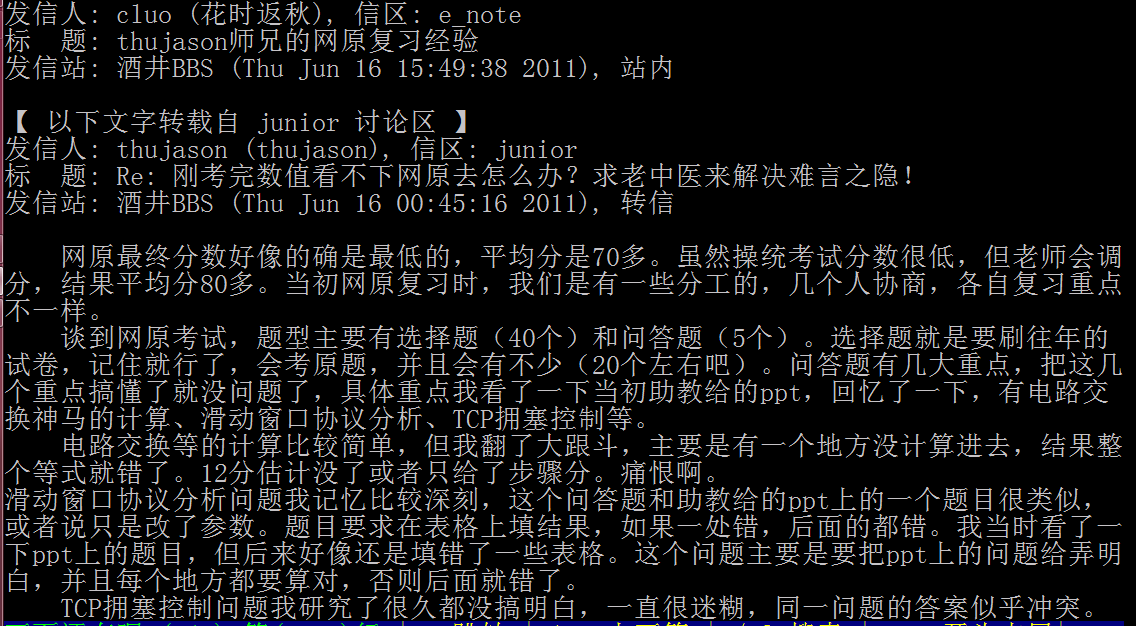 发信人: cluo (花时返秋), 信区: e_note
标　题: thujason师兄的网原复习经验
发信站: 酒井BBS (Thu Jun 16 15:49:38 2011), 站内
【 以下文字转载自 junior 讨论区 】
发信人: thujason (thujason), 信区: junior
标　题: Re: 刚考完数值看不下网原去怎么办？求老中医来解决难言之隐！
发信站: 酒井BBS (Thu Jun 16 00:45:16 2011), 转信
网原最终分数好像的确是最低的，平均分是70多。虽然操统考试分数很低，但老师会调
分，结果平均分80多。当初网原复习时，我们是有一些分工的，几个人协商，各自复习重点
不一样。
谈到网原考试，题型主要有选择题（40个）和问答题（5个）。选择题就是要刷往年的
试卷，记住就行了，会考原题，并且会有不少（20个左右吧）。问答题有几大重点，把这几
个重点搞懂了就没问题了，具体重点我看了一下当初助教给的ppt，回忆了一下，有电路交
换神马的计算、滑动窗口协议分析、TCP拥塞控制等。
电路交换等的计算比较简单，但我翻了大跟斗，主要是有一个地方没计算进去，结果整
个等式就错了。12分估计没了或者只给了步骤分。痛恨啊。
滑动窗口协议分析问题我记忆比较深刻，这个问答题和助教给的ppt上的一个题目很类似，
或者说只是改了参数。题目要求在表格上填结果，如果一处错，后面的都错。我当时看了一
下ppt上的题目，但后来好像还是填错了一些表格。这个问题主要是要把ppt上的问题给弄明
白，并且每个地方都要算对，否则后面就错了。
TCP拥塞控制问题我研究了很久都没搞明白，一直很迷糊，同一问题的答案似乎冲突。